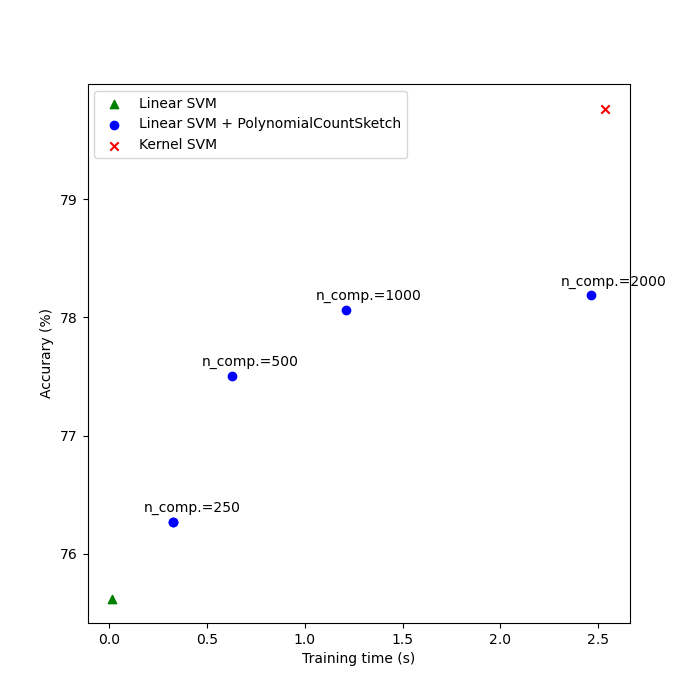 Linear SVM
Linear SVM + PolynomialCountSketch
Kernel SVM
79
n_comp.=2000
n_comp.=1000
78
n_comp.=500
77
n_comp.=250
76
Accurary (%)
0.0 0.5 1.0 1.5 2.0 2.5
Training time (s)